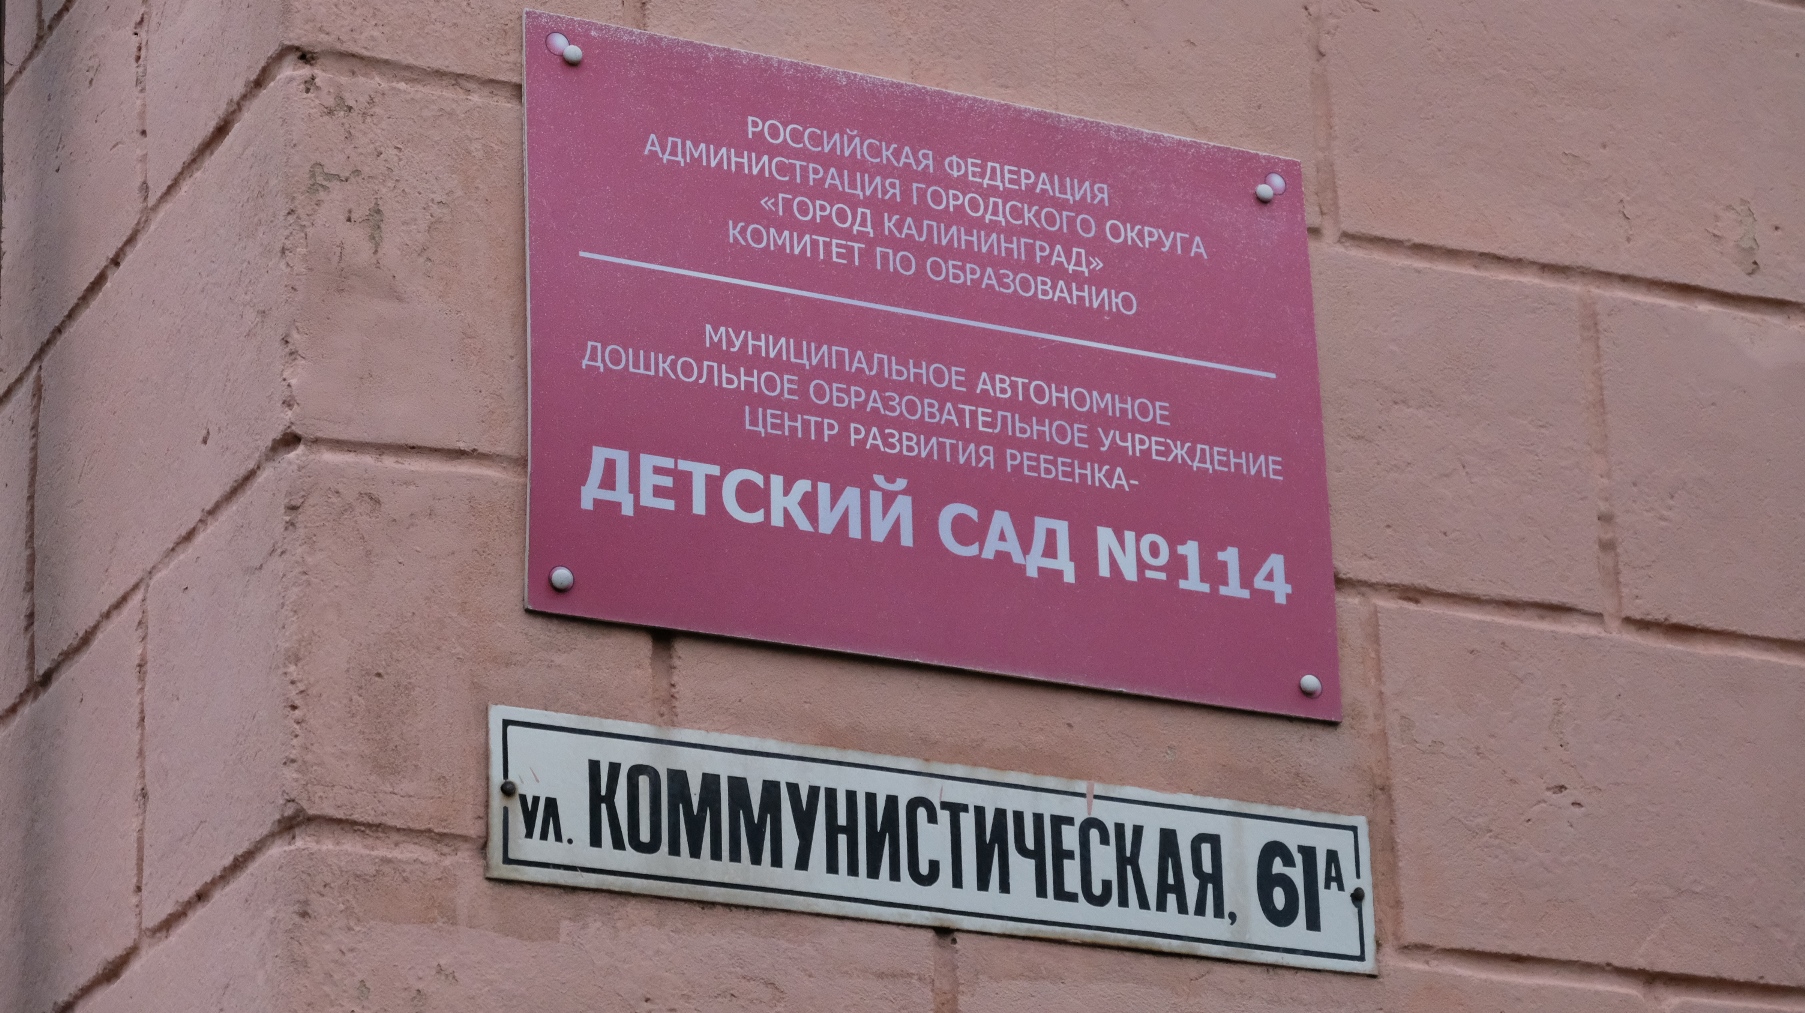 РОССИЙСКАЯ ФЕДЕРАЦИЯ
АДМИНИСТРАЦИЯ ГОРОДСКОГО ОКРУГА
«ГОРОД КАЛИНИНГРАД»
КОМИТЕТ ПО ОБРАЗОВАНИЮ
МУНИЦИПАЛЬНОЕ АВТОНОМНОЕ
ДОШКОЛЬНОЕ ОБРАЗОВАТЕЛЬНОЕ УЧРЕЖДЕНИЕ
ЦЕНТР РАЗВИТИЯ РЕБЕНКА-
ДЕТСКИЙ САД №114
УЛ. КОММУНИСТИЧЕСКАЯ, 61А